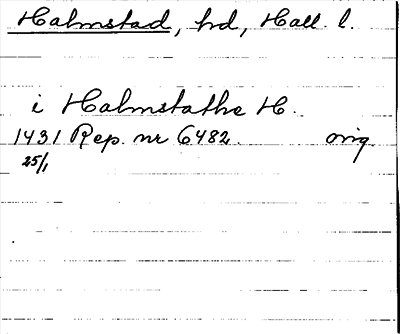 Halmstad, hd, Hall. l.
i Halmstathe H.
1431 Rep. nr 6482. orig.
25/1